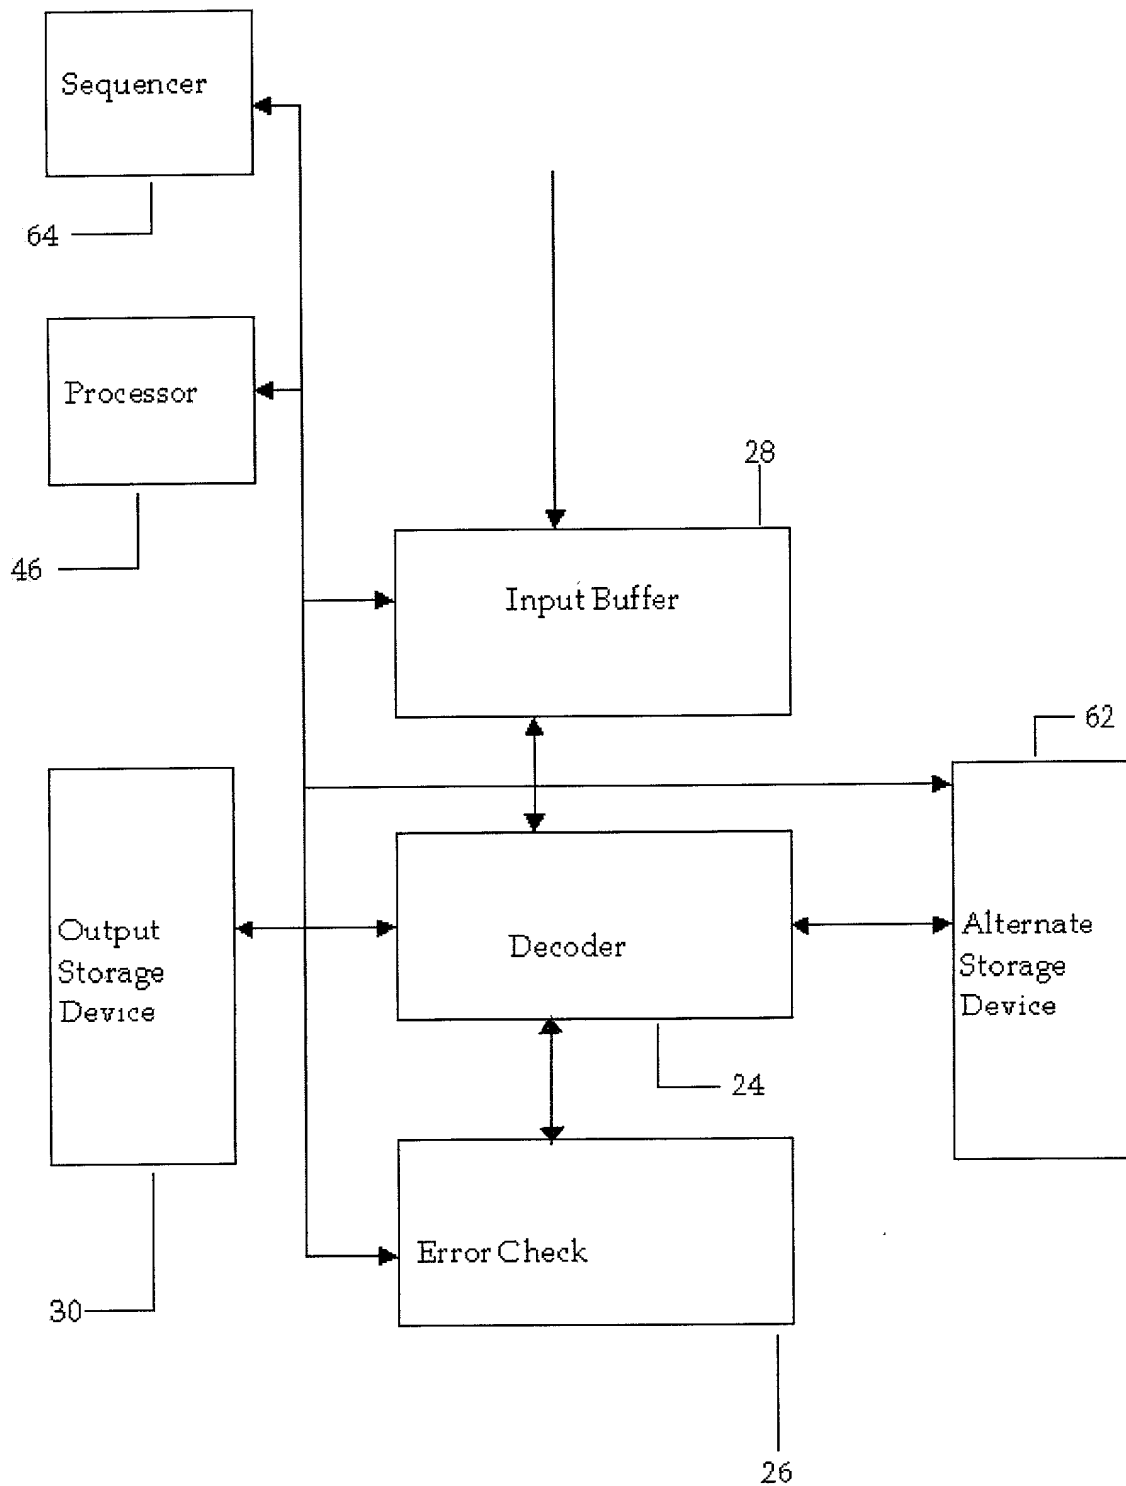 Sequencer
64
Processor
46
28
Input Buffer
62
Output
Storage
Device
Decoder
Alternate
Storage
Device
24
Error Check
30
26